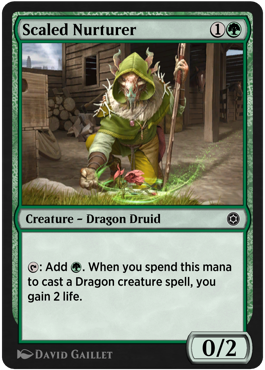 Scaled Nurturer 1
Creature – Dragon Druid
: Add . When you spend this mana
to cast a Dragon creature spell, you
gain 2 life.
0/2
DAVID GAILLET